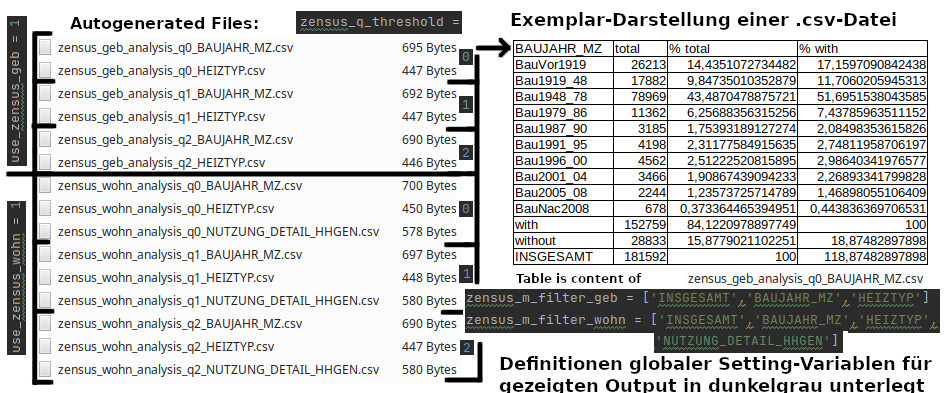 Autogenerated Files:
zensus_q_threshold =
Exemplar-Darstellung einer .csv-Datei
use_zensus_geb = 1
zensus_geb_analysis_q0_BAUJAHR_MZ.csv 695 Bytes
zensus_geb_analysis_q0_HEIZTYP.csv 447 Bytes
0
zensus_geb_analysis_q1_BAUJAHR_MZ.csv 692 Bytes
zensus_geb_analysis_q1_HEIZTYP.csv 447 Bytes
1
zensus_geb_analysis_q2_BAUJAHR_MZ.csv 690 Bytes
zensus_geb_analysis_q2_HEIZTYP.csv 446 Bytes
2
use_zensus_wohn = 1
zensus_wohn_analysis_q0_BAUJAHR_MZ.csv 700 Bytes
zensus_wohn_analysis_q0_HEIZTYP.csv 450 Bytes
zensus_wohn_analysis_q0_NUTZUNG_DETAIL_HHGEN.csv 578 Bytes
0
zensus_wohn_analysis_q1_BAUJAHR_MZ.csv 697 Bytes
zensus_wohn_analysis_q1_HEIZTYP.csv 448 Bytes
zensus_wohn_analysis_q1_NUTZUNG_DETAIL_HHGEN.csv 580 Bytes
1
zensus_wohn_analysis_q2_BAUJAHR_MZ.csv 690 Bytes
zensus_wohn_analysis_q2_HEIZTYP.csv 447 Bytes
zensus_wohn_analysis_q2_NUTZUNG_DETAIL_HHGEN.csv 580 Bytes
2
BAUJAHR_MZ total % total % with
BauVor1919 26213 14,4351072734482 17,1597090842438
Bau1919_48 17882 9,84735010352879 11,7060205945313
Bau1948_78 78969 43,4870478875721 51,6951538043585
Bau1979_86 11362 6,25688356315256 7,43785963511152
Bau1987_90 3185 1,75393189127274 2,08498353615826
Bau1991_95 4198 2,31177584915635 2,74811958706197
Bau1996_00 4562 2,51222520815895 2,98640341976577
Bau2001_04 3466 1,90867439094233 2,26893341799828
Bau2005_08 2244 1,23573725714789 1,46898055106409
BauNac2008 678 0,373364465394951 0,443836369706531
with 152759 84,1220978897749 100
without 28833 15,8779021102251 18,87482897898
INSGESAMT 181592 100 118,87482897898
Table is content of zensus_geb_analysis_q0_BAUJAHR_MZ.csv
zensus_m_filter_geb = ['INSGESAMT','BAUJAHR_MZ','HEIZTYP']
zensus_m_filter_wohn = ['INSGESAMT','BAUJAHR_MZ','HEIZTYP',
'NUTZUNG_DETAIL_HHGEN']
Definitionen globaler Setting-Variablen für
gezeigten Output in dunkelgrau unterlegt